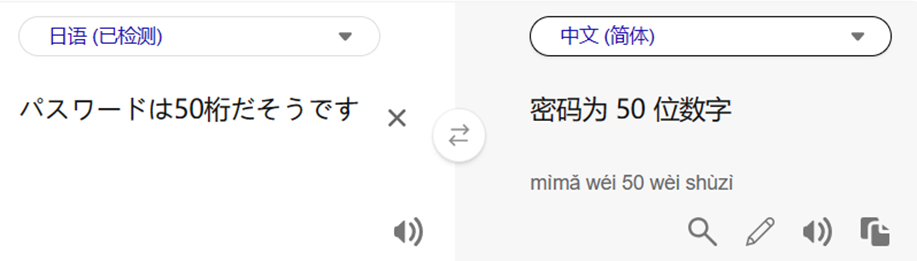 日语 (已检测)
中文 (简体)
パスワードは50桁だそうです
密码为 50 位数字
mìmǎ wéi 50 wèi shùzì